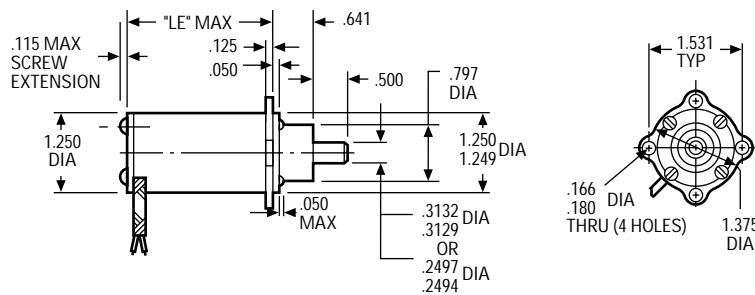 "LE" MAX
.641
.115 MAX
SCREW
EXTENSION
.125
.050
.500
.797
DIA
1.250
DIA
1.250
1.249 DIA
.050
MAX
.3132 DIA
.3129
OR
.2497 DIA
.2494
1.531
TYP
.166 DIA
.180
THRU (4 HOLES)
1.375
DIA